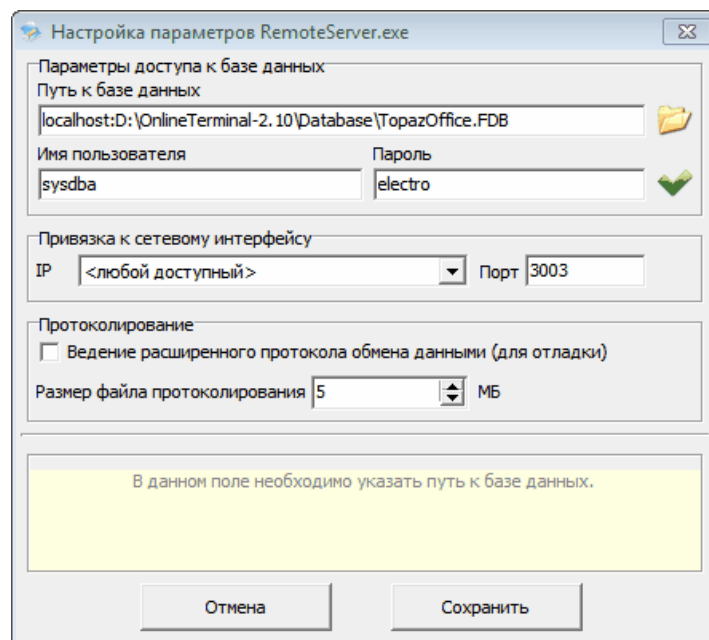 Настройка параметров RemoteServer.exe
Параметры доступа к базе данных
Путь к базе данных
localhost:D:\OnlineTerminal-2.10\Database\TopazOffice.FDB
Имя пользователя Пароль
sysdba electro
Привязка к сетевому интерфейсу
IP <любой доступный> Порт 3003
Протоколирование
Ведение расширенного протокола обмена данными (для отладки)
Размер файла протоколирования 5 МБ
В данном поле необходимо указать путь к базе данных.
Отмена Сохранить